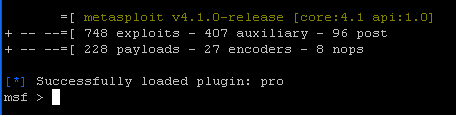 =[ metasploit v4.1.0-release [core:4.1 api:1.0]
+ -- --=[ 748 exploits - 407 auxiliary - 96 post
+ -- --=[ 228 payloads - 27 encoders - 8 nops
[*] Successfully loaded plugin: pro
msf >